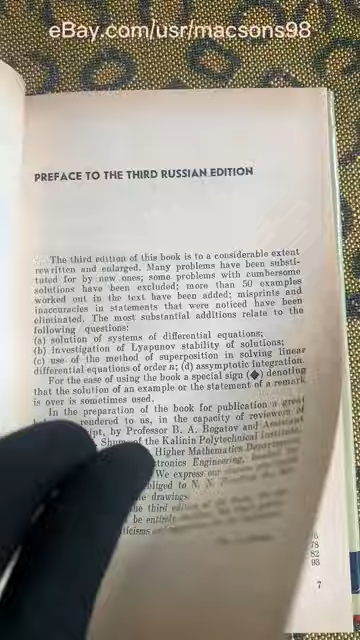 eBay.com/usr/macsons98
PREFACE TO THE THIRD RUSSIAN EDITION
The third edition of this book is to a considerable extent
rewritten and enlarged. Many problems have been substi-
tuted for by new ones; some problems with cumbersome
solutions have been excluded; more than 50 examples
worked out in the text have been added; misprints and
inaccuracies in statements that were noticed have been
eliminated. The most substantial additions relate to the
following questions:
(a) solution of systems of differential equations;
(b) investigation of Lyapunov stability of solutions;
(c) use of the method of superposition in solving linear
differential equations of order n; (d) assymptotic integration.
For the ease of using the book a special sign (◆) denoting
that the solution of an example or the statement of a remark
is over is sometimes used.
In the preparation of the book for publication a great
rendered to us, in the capacity of reviewers of
by Professor B. A. Bogatov and Assistant
of the Kalinin Polytechnical Institute,
Higher Mathematics
Engineering,
We express our
obliged to N. N.
drawings
the third
be entirely
78
82
93
7